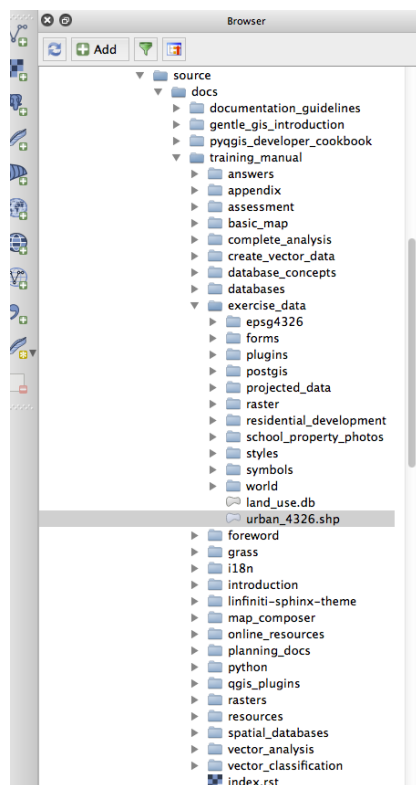 Browser
Add
source
docs
documentation_guidelines
gentle_gis_introduction
pyqgis_developer_cookbook
training_manual
answers
appendix
assessment
basic_map
complete_analysis
create_vector_data
database_concepts
databases
exercise_data
epsg4326
forms
plugins
postgis
projected_data
raster
residential_development
school_property_photos
styles
symbols
world
land_use.db
urban_4326.shp
foreword
grass
i18n
introduction
linfiniti-sphinx-theme
map_composer
online_resources
planning_docs
python
qgis_plugins
rasters
resources
spatial_databases
vector_analysis
vector_classification
index.rst